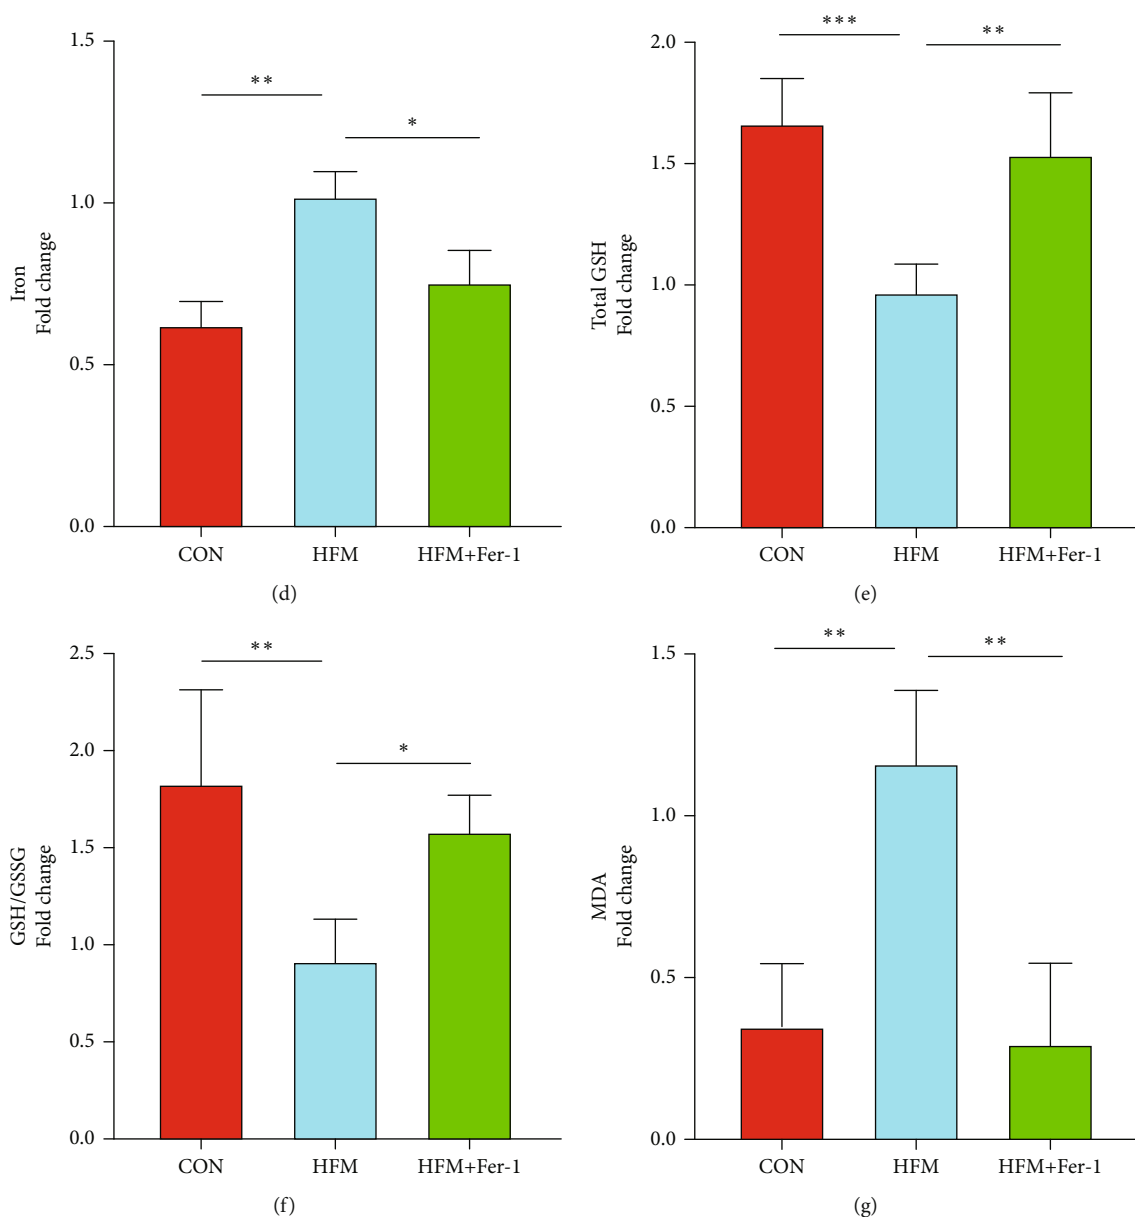 1.5
1.0
0.5
0.0
Iron
Fold change
**
*
CON
HFM
HFM+Fer-1
(d)
2.0
1.5
1.0
0.5
0.0
Total GSH
Fold change
***
**
CON
HFM
HFM+Fer-1
(e)
2.5
2.0
1.5
1.0
0.5
0.0
GSH/GSSG
Fold change
**
*
CON
HFM
HFM+Fer-1
(f)
1.5
1.0
0.5
0.0
MDA
Fold change
**
**
CON
HFM
HFM+Fer-1
(g)